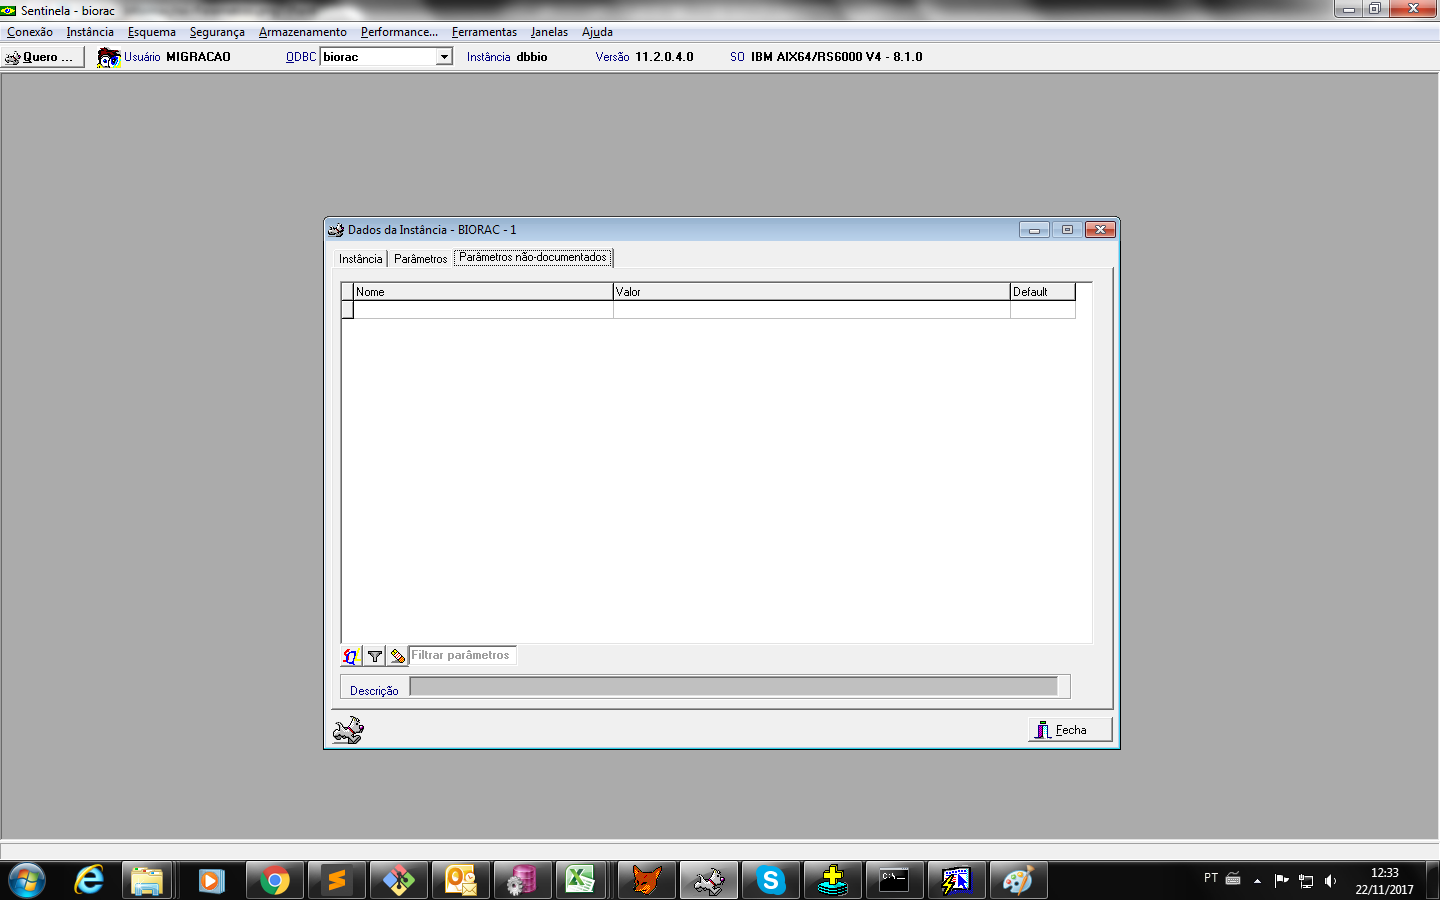 Sentinela - biorac
Conexão Instância Esquema Segurança Armazenamento Performance... Ferramentas Janelas Ajuda
Quero ... Usuário MIGRACAO ODBC biorac Instância dbbio Versão 11.2.0.4.0 SO IBM AIX64/RS6000 V4 - 8.1.0
Dados da Instância - BIORAC - 1
Instância Parâmetros Parâmetros não-documentados
Nome Valor Default
Filtrar parâmetros
Descrição
Fecha
PT 12:33
22/11/2017